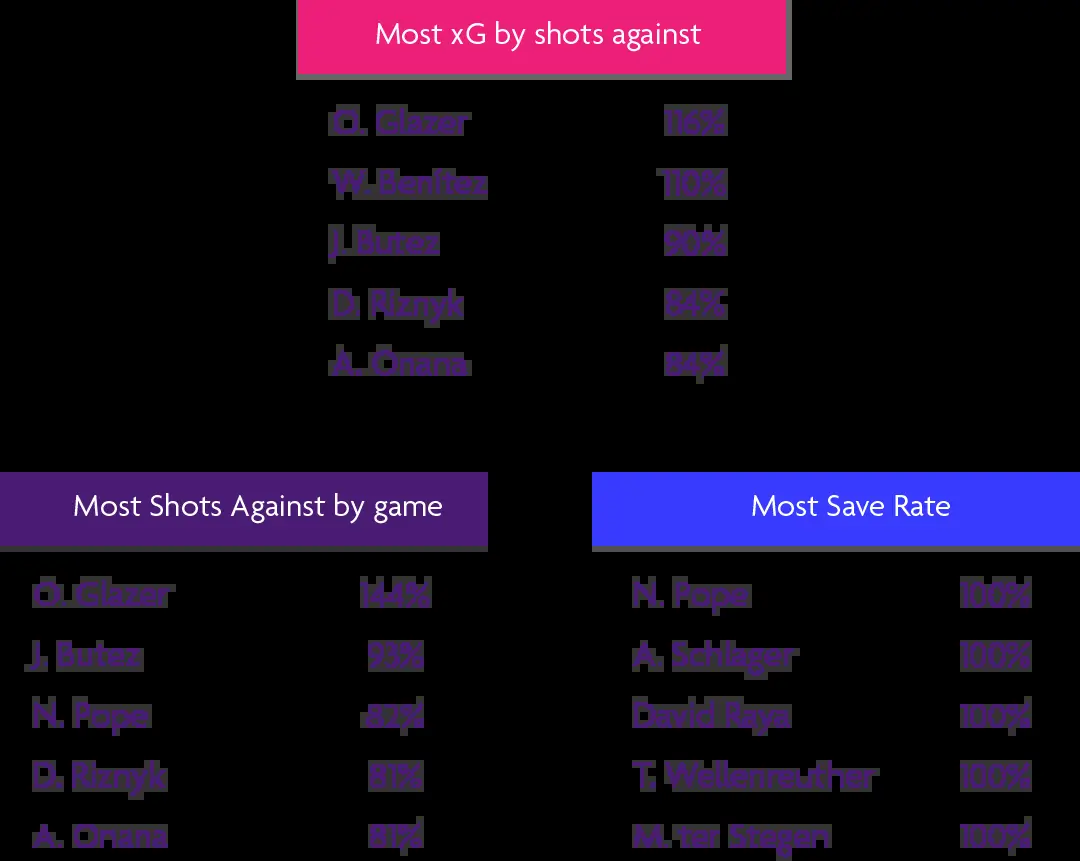 Most xG by shots against
O. Glazer 116%
W. Benitez 110%
J. Butez 90%
D. Riznyk 84%
A. Onana 84%
Most Shots Against by game
O. Glazer 144%
J. Butez 93%
N. Pope
D. Riznyk 81%
A. Onana 81%
Most Save Rate
N. Pope 100%
A. Schlager 100%
David Raya 100%
T. Wellenreuther 100%
M. ter Stegen 100%